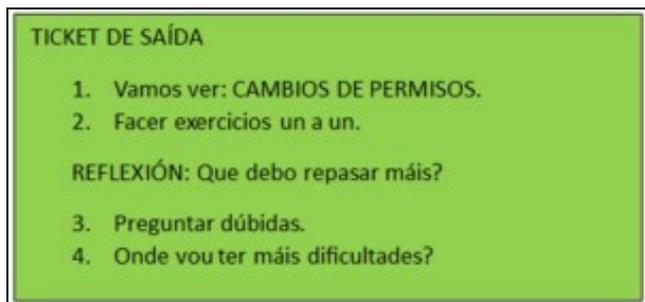 TICKET DE SAÍDA
1. Vamos ver: CAMBIOS DE PERMISOS.
2. Facer exercicios un a un.
REFLEXIÓN: Que debo repasar máis?
3. Preguntar dúbidas.
4. Onde vou ter máis dificultades?